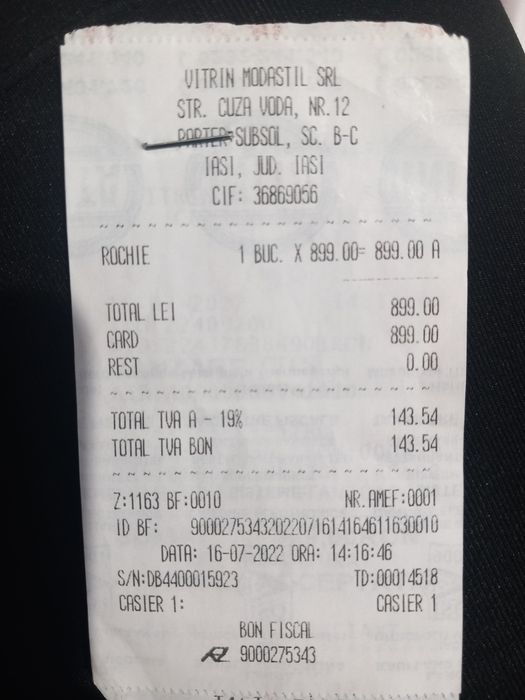 VITRIN MODASTIL SRL
STR. CUZA VODA, NR.12
PARTER-SUBSOL, SC. B-C
IASI, JUD. IASI
CIF: 36869056
ROCHIE 1 BUC. X 899.00= 899.00 A
TOTAL LEI 899.00
CARD 899.00
REST 0.00
TOTAL TVA A - 19% 143.54
TOTAL TVA BON 143.54
Z:1163 BF:0010 NR.AMEF:0001
ID BF: 90002753432022071614164611630010
DATA: 16-07-2022 ORA: 14:16:46
S/N:DB4400015923 TD:00014518
CASIER 1: CASIER 1
BON FISCAL
9000275343